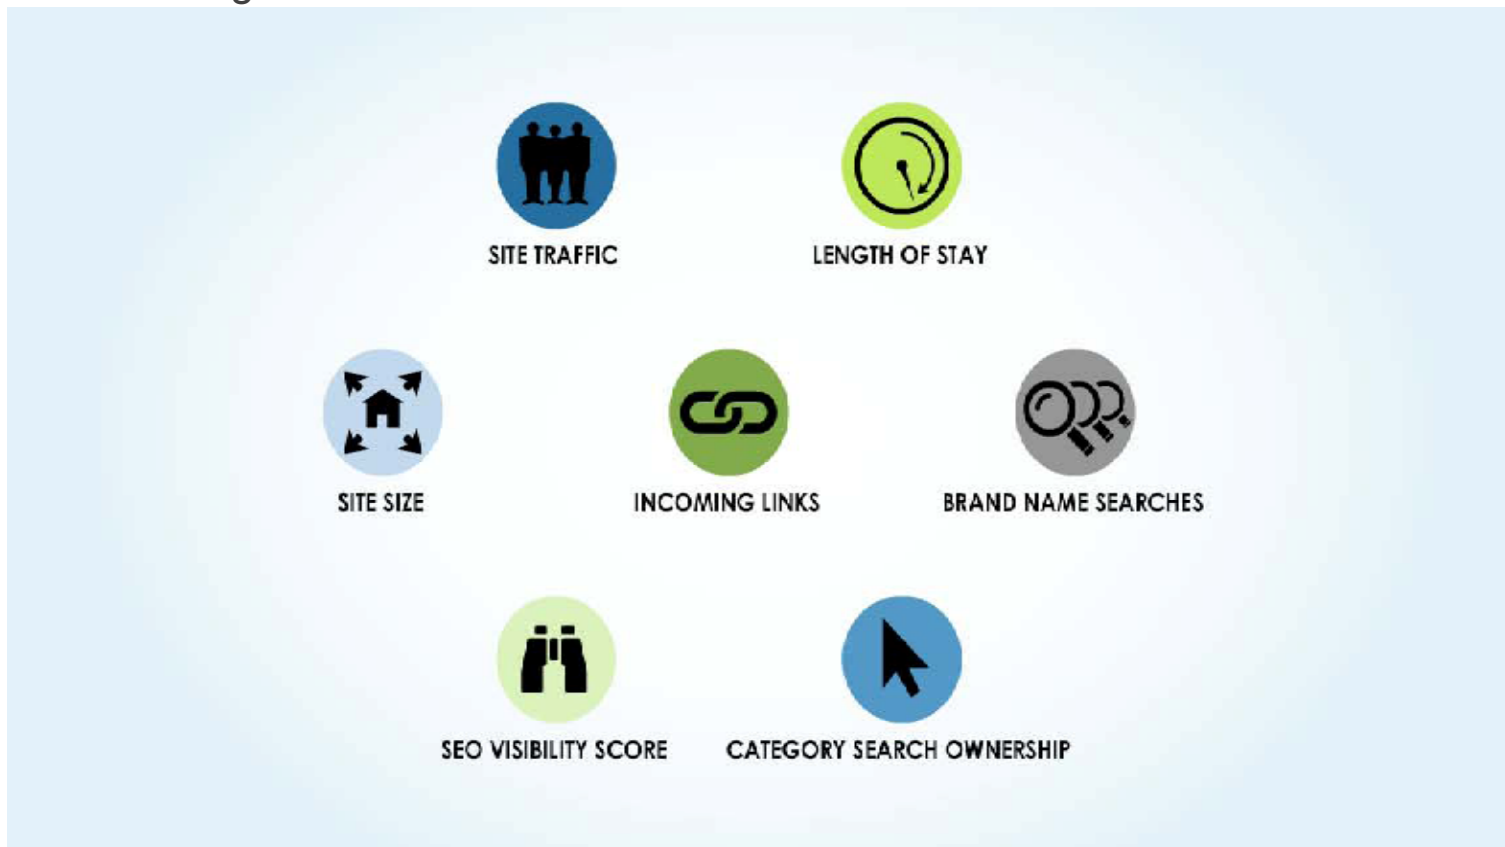 SITE TRAFFIC
LENGTH OF STAY
SITE SIZE
INCOMING LINKS
BRAND NAME SEARCHES
SEO VISIBILITY SCORE
CATEGORY SEARCH OWNERSHIP